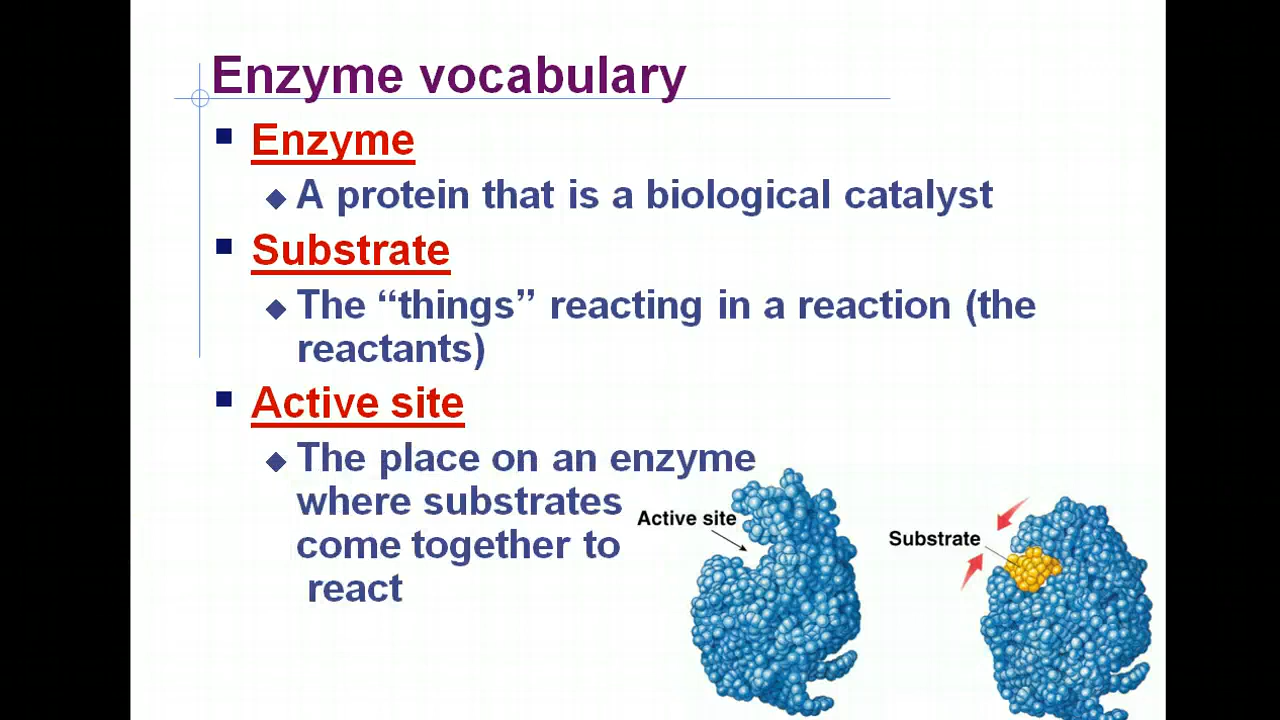 Enzyme vocabulary
Enzyme
A protein that is a biological catalyst
Substrate
The “things” reacting in a reaction (the
reactants)
Active site
The place on an enzyme
where substrates
come together to
react
Active site
Substrate